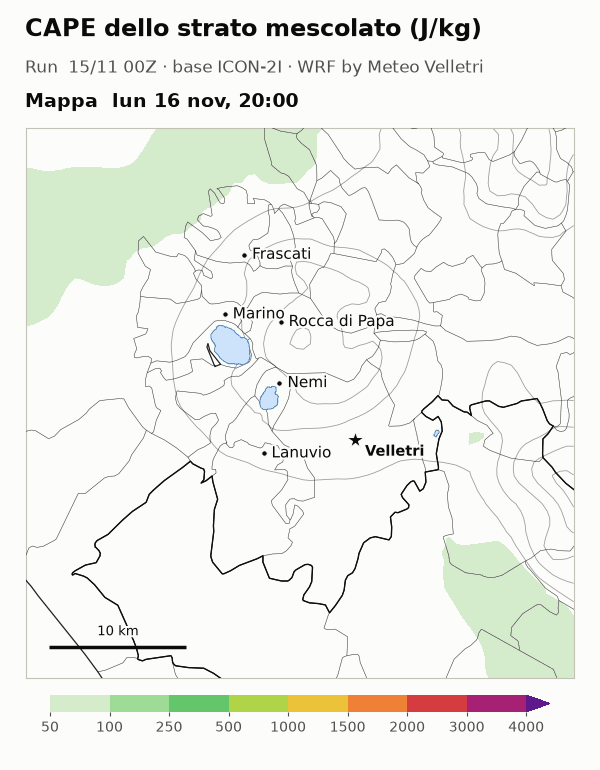 CAPE dello strato mescolato (J/kg)
Run  15/11 00Z · base ICON-2I · WRF by Meteo Velletri
Mappa  lun 16 nov, 20:00
Frascati
Marino
Rocca di Papa
Nemi
Velletri
Lanuvio
10 km
50 100 250 500 1000 1500 2000 3000 4000